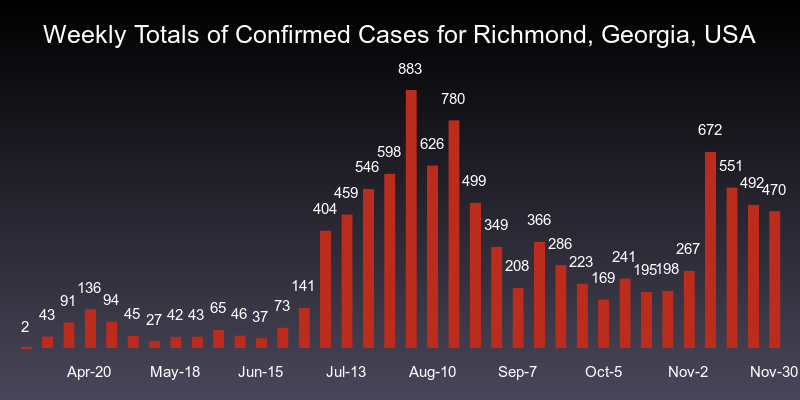 Weekly Totals of Confirmed Cases for Richmond, Georgia, USA
2 43 91 136 94 45 27 42 43 65 46 37 73 141 404 459 546 598 883 626 780 499 349 208 366 286 223 169 241 195 198 267 672 551 492 470
Apr-20 May-18 Jun-15 Jul-13 Aug-10 Sep-7 Oct-5 Nov-2 Nov-30